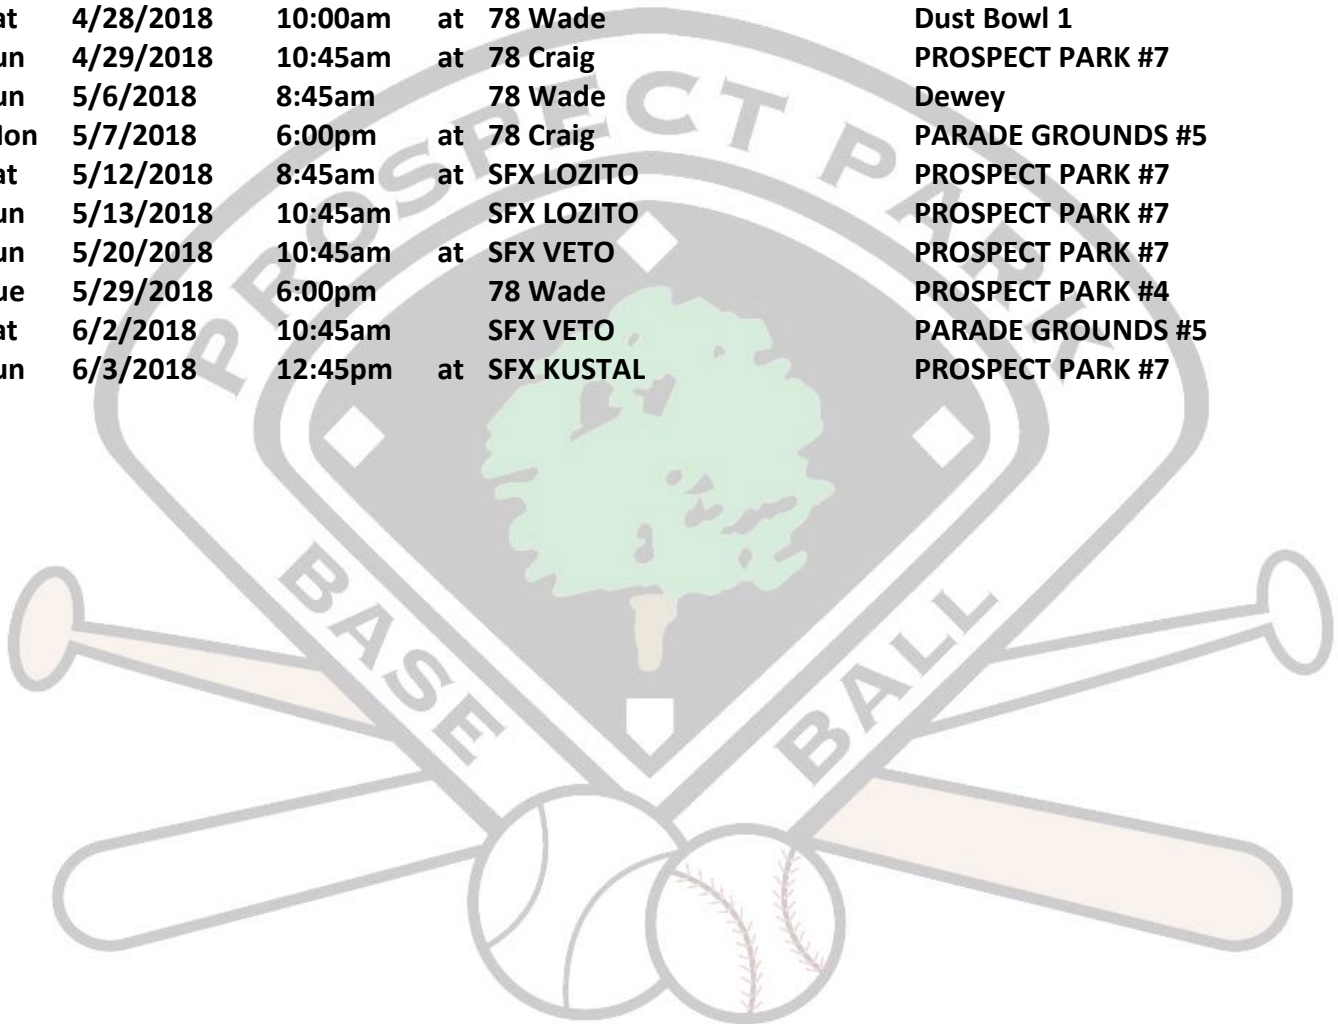 at 4/28/2018 10:00am at 78 Wade Dust Bowl 1
un 4/29/2018 10:45am at 78 Craig PROSPECT PARK #7
un 5/6/2018 8:45am 78 Wade Dewey
on 5/7/2018 6:00pm at 78 Craig PARADE GROUNDS #5
at 5/12/2018 8:45am at SFX LOZITO PROSPECT PARK #7
un 5/13/2018 10:45am SFX LOZITO PROSPECT PARK #7
un 5/20/2018 10:45am at SFX VETO PROSPECT PARK #7
ue 5/29/2018 6:00pm 78 Wade PROSPECT PARK #4
at 6/2/2018 10:45am SFX VETO PARADE GROUNDS #5
un 6/3/2018 12:45pm at SFX KUSTAL PROSPECT PARK #7
PROSPECT PARK
BASE BALL